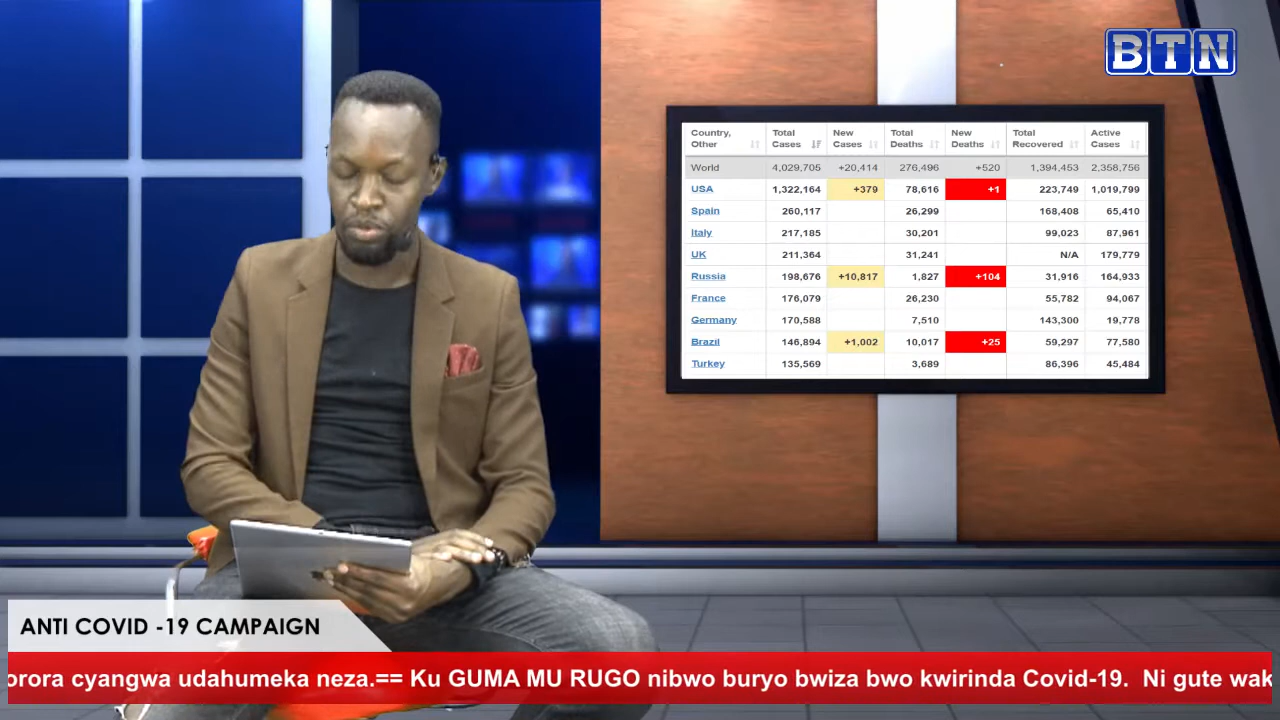 BTN
Country, Other Total Cases New Cases Total Deaths New Deaths Total Recovered Active Cases
World 4,029,705 +20,414 276,496 +520 1,394,453 2,358,756
USA 1,322,164 +379 78,616 +1 223,749 1,019,799
Spain 260,117 26,299 168,408 65,410
Italy 217,185 30,201 99,023 87,961
UK 211,364 31,241 N/A 179,779
Russia 198,676 +10,817 1,827 +104 31,916 164,933
France 176,079 26,230 55,782 94,067
Germany 170,588 7,510 143,300 19,778
Brazil 146,894 +1,002 10,017 +25 59,297 77,580
Turkey 135,569 3,689 86,396 45,484
ANTI COVID -19 CAMPAIGN
orora cyangwa udahumeka neza.== Ku GUMA MU RUGO nibwo buryo bwiza bwo kwirinda Covid-19. Ni gute wak